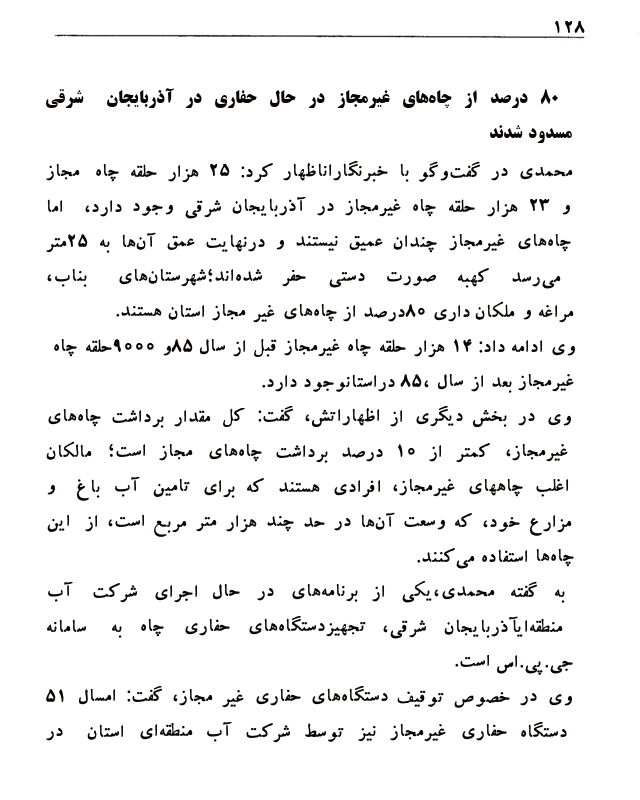 ۱۲۸
۸۰ درصد از چاه‌های غیرمجاز در حال حفاری در آذربایجان شرقی
مسدود شدند
محمدی در گفت‌وگو با خبرنگاراناظهار کرد: ۲۵ هزار حلقه چاه مجاز
و ۲۳ هزار حلقه چاه غیرمجاز در آذربایجان شرقی وجود دارد، اما
چاه‌های غیرمجاز چندان عمیق نیستند و درنهایت عمق آن‌ها به ۲۵متر
می‌رسد کهبه صورت دستی حفر شده‌اند؛شهرستان‌های بناب،
مراغه و ملکان داری ۸۰درصد از چاه‌های غیر مجاز استان هستند.
وی ادامه داد: ۱۴ هزار حلقه چاه غیرمجاز قبل از سال ۸۵و ۹۰۰۰حلقه چاه
غیرمجاز بعد از سال ،۸۵ دراستانوجود دارد.
وی در بخش دیگری از اظهاراتش، گفت: کل مقدار برداشت چاه‌های
غیرمجاز، کمتر از ۱۰ درصد برداشت چاه‌های مجاز است؛ مالکان
اغلب چاههای غیرمجاز، افرادی هستند که برای تامین آب باغ و
مزارع خود، که وسعت آن‌ها در حد چند هزار متر مربع است، از این
چاه‌ها استفاده می‌کنند.
به گفته محمدی،یکی از برنامه‌های در حال اجرای شرکت آب
منطقه‌ایآذربایجان شرقی، تجهیزدستگاه‌های حفاری چاه به سامانه
جی.پی.اس است.
وی در خصوص توقیف دستگاه‌های حفاری غیر مجاز، گفت: امسال ۵۱
دستگاه حفاری غیرمجاز نیز توسط شرکت آب منطقه‌ای استان در